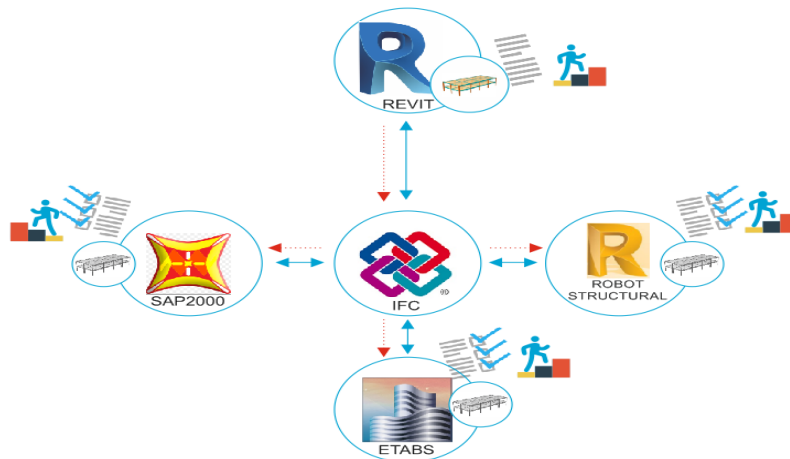 REVIT
SAP2000
®
IFC
ROBOT
STRUCTURAL
ETABS